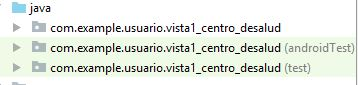 java
com.example.usuario.vista1_centro_desalud
com.example.usuario.vista1_centro_desalud (androidTest)
com.example.usuario.vista1_centro_desalud (test)